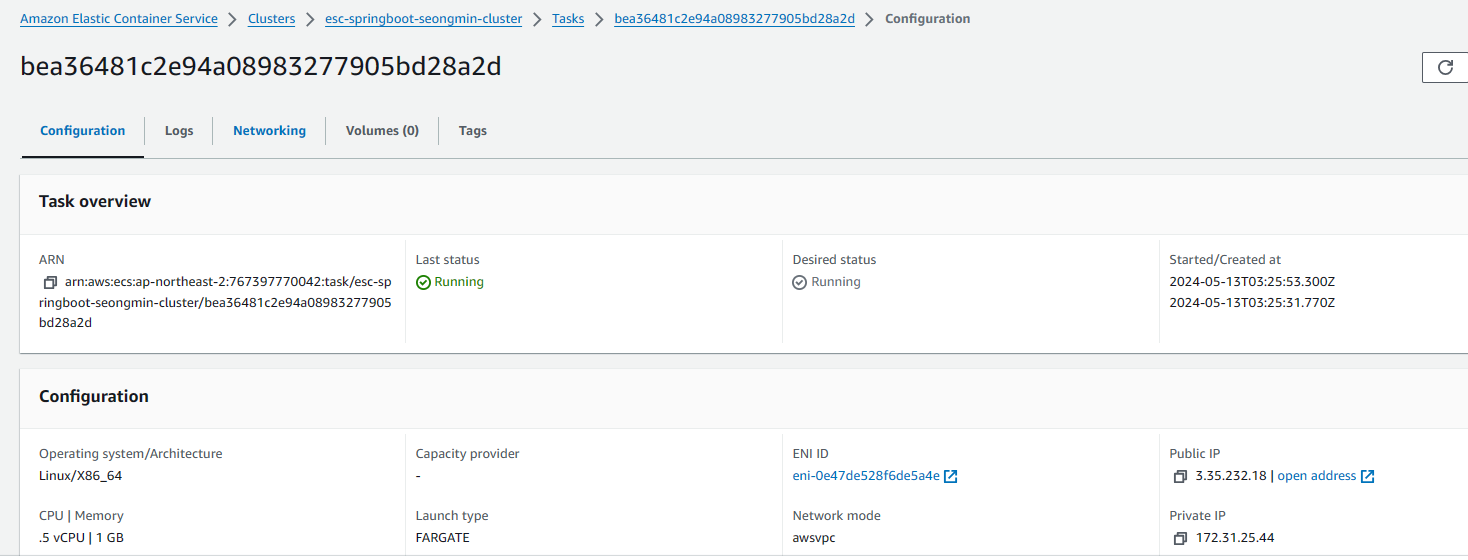 Amazon Elastic Container Service > Clusters > esc-springboot-seongmin-cluster > Tasks > bea36481c2e94a08983277905bd28a2d > Configuration
bea36481c2e94a08983277905bd28a2d
Configuration Logs Networking Volumes (0) Tags
Task overview
ARN
arn:aws:ecs:ap-northeast-2:767397770042:task/esc-sp
ringboot-seongmin-cluster/bea36481c2e94a08983277905
bd28a2d
Last status
Running
Desired status
Running
Started/Created at
2024-05-13T03:25:53.300Z
2024-05-13T03:25:31.770Z
Configuration
Operating system/Architecture
Linux/X86_64
Capacity provider
-
ENI ID
eni-0e47de528f6de5a4e
Public IP
3.35.232.18 | open address
CPU | Memory
.5 vCPU | 1 GB
Launch type
FARGATE
Network mode
awsvpc
Private IP
172.31.25.44